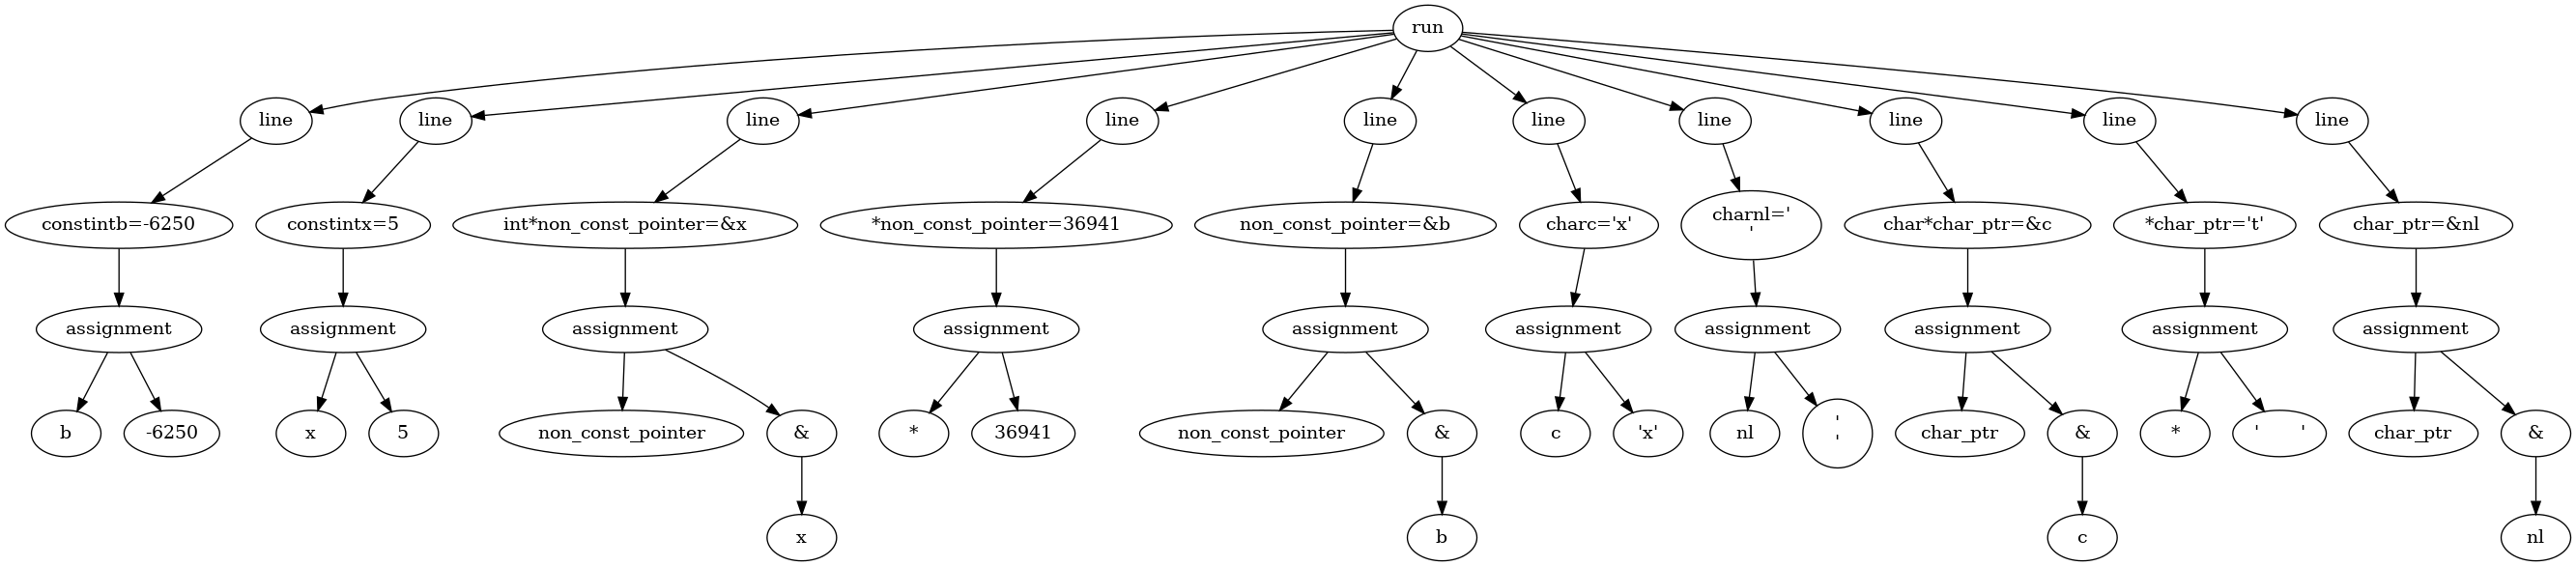 run
line
line
line
line
line
line
line
line
line
line
constintb=-6250
constintx=5
int*non_const_pointer=&x
*non_const_pointer=36941
non_const_pointer=&b
charc='x'
charnl='
'
char*char_ptr=&c
*char_ptr='t'
char_ptr=&nl
assignment
assignment
assignment
assignment
assignment
assignment
assignment
assignment
assignment
assignment
b
-6250
x
5
non_const_pointer
&
*
36941
non_const_pointer
&
c
'x'
nl
'
'
char_ptr
&
*
'       '
char_ptr
&
x
b
c
nl